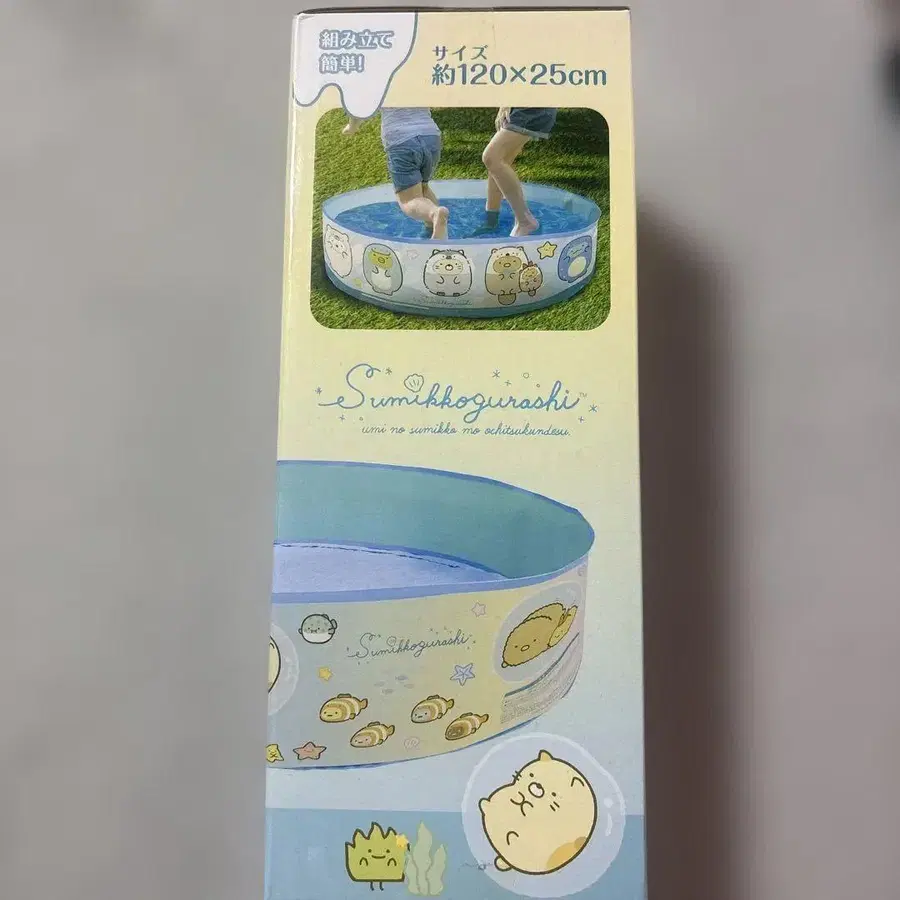 組み立て
簡単!
サイズ
約120×25cm
Sumikkogurashi™
umi no sumikko mo ochitsukundesu.
Sumikkogurashi